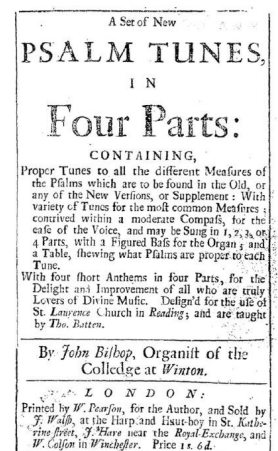 A Set of New
PSALM TUNES,
IN
Four Parts:
CONTAINING,
Proper Tunes to all the different Measures of
the Psalms which are to be found in the Old, or
any of the New Versions, or Supplement: With
variety of Tunes for the most common Measures;
contrived within a moderate Compass, for the
ease of the Voice, and may be Sung in 1, 2, 3, or
4 Parts, with a Figured Bass for the Organ; and
a Table, shewing what Psalms are proper to each
Tune.
With four short Anthems in four Parts, for the
Delight and Improvement of all who are truly
Lovers of Divine Music. Design'd for the use of
St. Laurence Church in Reading; and are taught
by Tho. Batten.
By John Bishop, Organist of the
Colledge at Winton.
LONDON:
Printed by W. Pearson, for the Author, and Sold by
J. Walsh, at the Harp and Haut-boy in St. Kathe-
rine-street, J. Hare near the Royal-Exchange, and
W. Colson in Winchester. Price 1 s. 6 d.